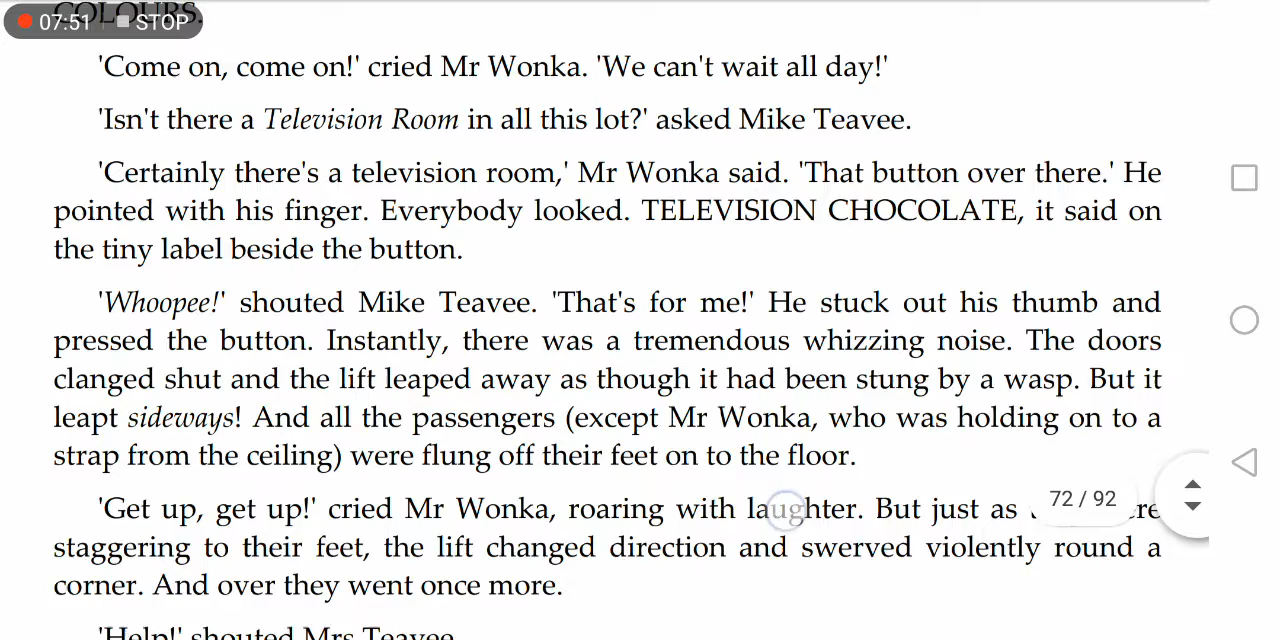 COLOURS.
07:51 STOP
'Come on, come on!' cried Mr Wonka. 'We can't wait all day!'
'Isn't there a Television Room in all this lot?' asked Mike Teavee.
'Certainly there's a television room,' Mr Wonka said. 'That button over there.' He
pointed with his finger. Everybody looked. TELEVISION CHOCOLATE, it said on
the tiny label beside the button.
'Whoopee!' shouted Mike Teavee. 'That's for me!' He stuck out his thumb and
pressed the button. Instantly, there was a tremendous whizzing noise. The doors
clanged shut and the lift leaped away as though it had been stung by a wasp. But it
leapt sideways! And all the passengers (except Mr Wonka, who was holding on to a
strap from the ceiling) were flung off their feet on to the floor.
'Get up, get up!' cried Mr Wonka, roaring with laughter. But just as
72 / 92
staggering to their feet, the lift changed direction and swerved violently round a
corner. And over they went once more.
'Help!' shouted Mrs Teavee.